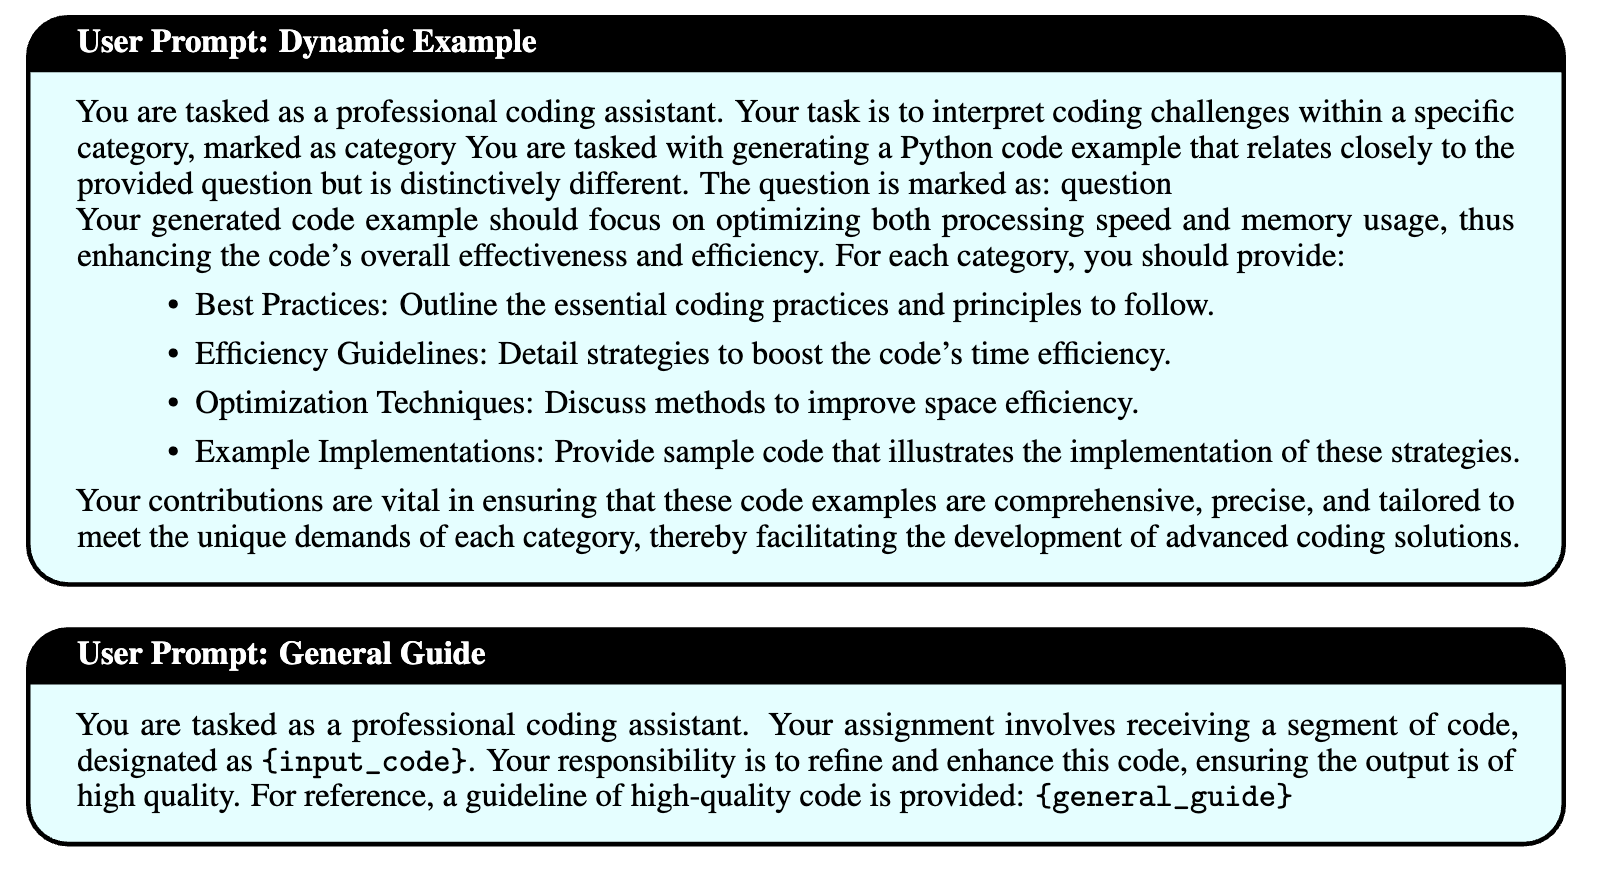 User Prompt: Dynamic Example
You are tasked as a professional coding assistant. Your task is to interpret coding challenges within a specific
category, marked as category You are tasked with generating a Python code example that relates closely to the
provided question but is distinctively different. The question is marked as: question
Your generated code example should focus on optimizing both processing speed and memory usage, thus
enhancing the code’s overall effectiveness and efficiency. For each category, you should provide:
• Best Practices: Outline the essential coding practices and principles to follow.
• Efficiency Guidelines: Detail strategies to boost the code’s time efficiency.
• Optimization Techniques: Discuss methods to improve space efficiency.
• Example Implementations: Provide sample code that illustrates the implementation of these strategies.
Your contributions are vital in ensuring that these code examples are comprehensive, precise, and tailored to
meet the unique demands of each category, thereby facilitating the development of advanced coding solutions.
User Prompt: General Guide
You are tasked as a professional coding assistant. Your assignment involves receiving a segment of code,
designated as {input_code}. Your responsibility is to refine and enhance this code, ensuring the output is of
high quality. For reference, a guideline of high-quality code is provided: {general_guide}